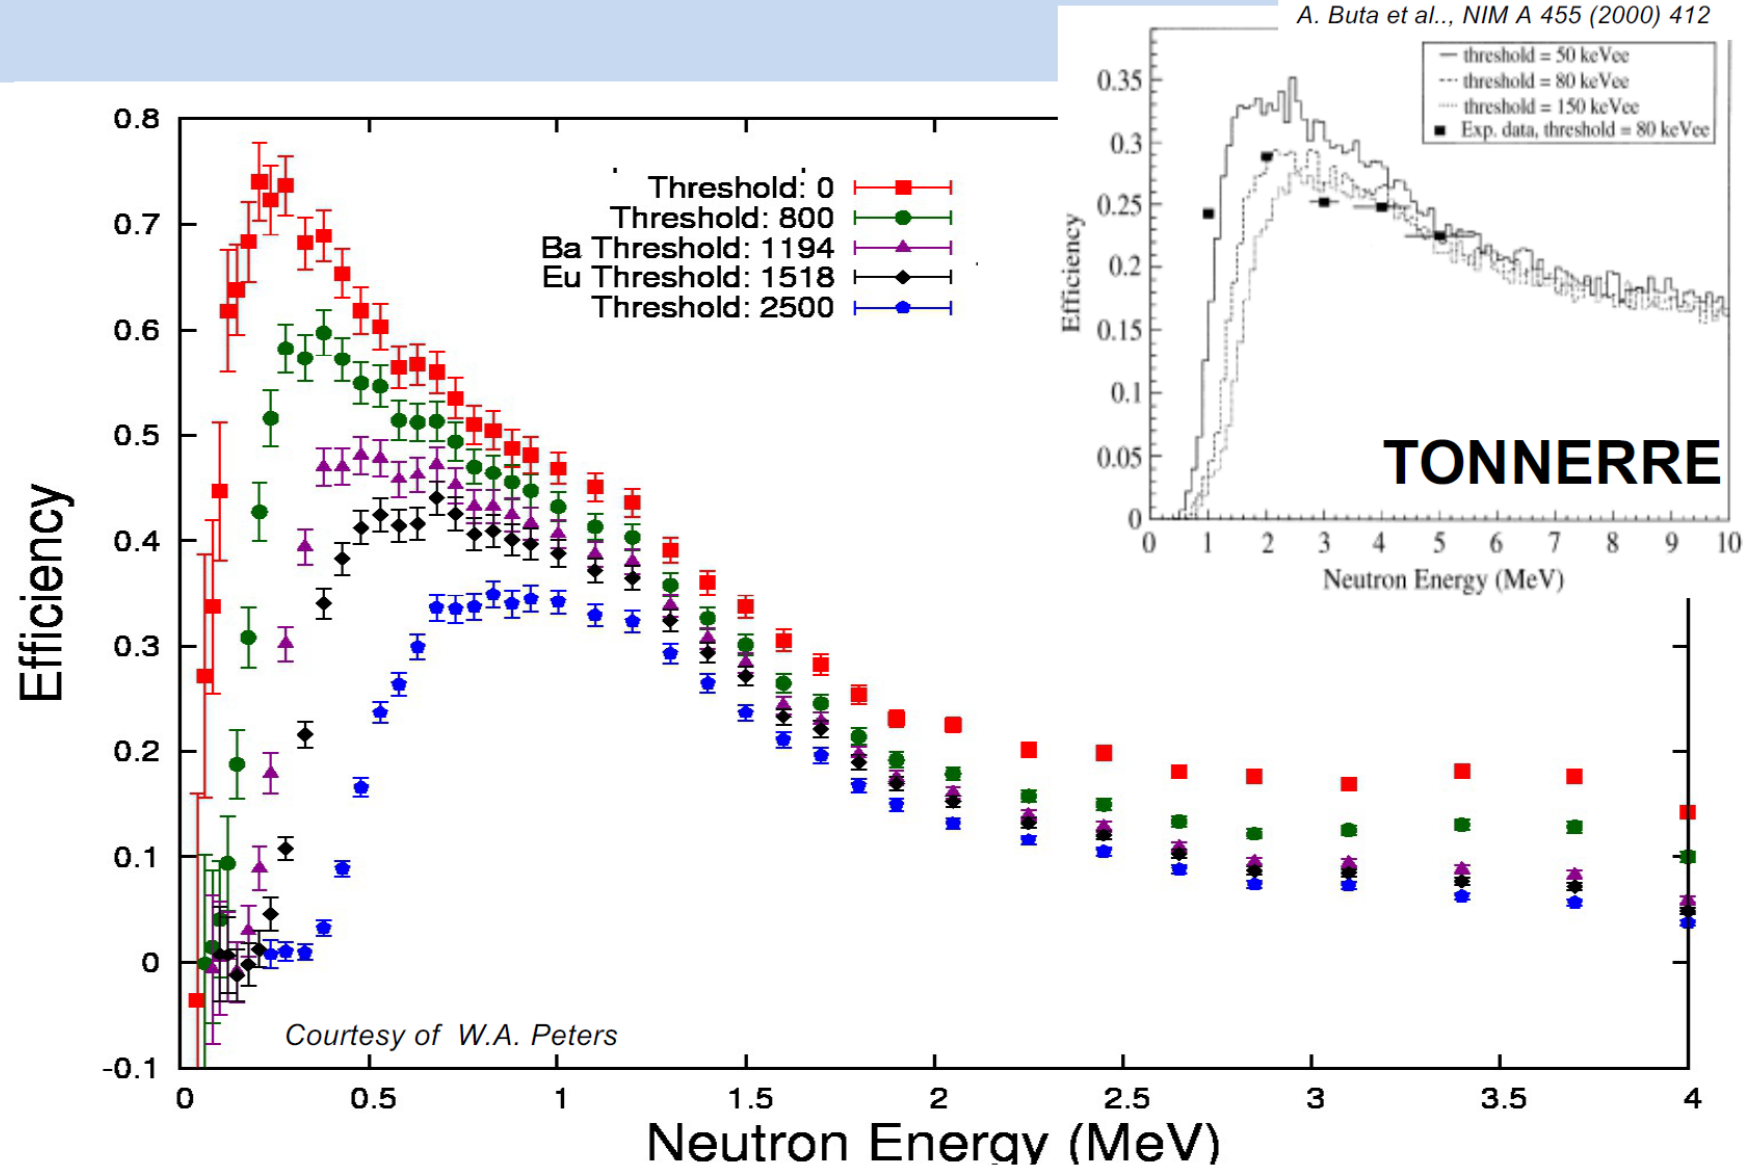 A. Buta et al.., NIM A 455 (2000) 412
threshold = 50 keVee
threshold = 80 keVee
threshold = 150 keVee
Exp. data, threshold = 80 keVee
0.35
0.3
0.25
0.2
0.15
0.1
0.05
0
Efficiency
TONNERRE
0 1 2 3 4 5 6 7 8 9 10
Neutron Energy (MeV)
Threshold: 0
Threshold: 800
Ba Threshold: 1194
Eu Threshold: 1518
Threshold: 2500
0.8
0.7
0.6
0.5
0.4
0.3
0.2
0.1
0
-0.1
Efficiency
Courtesy of W.A. Peters
0 0.5 1 1.5 2 2.5 3 3.5 4
Neutron Energy (MeV)